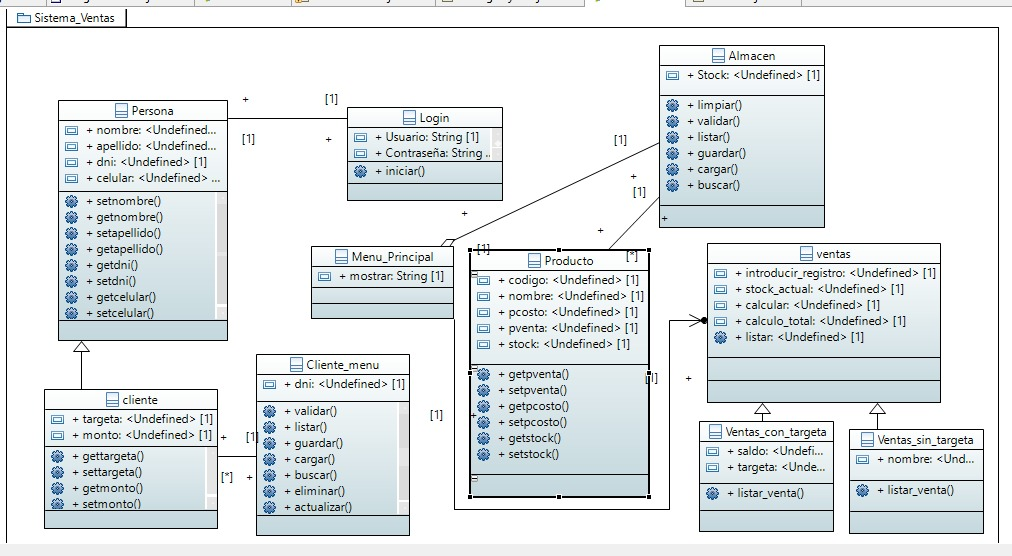 Sistema_Ventas
Persona
+ nombre: <Undefined...
+ apellido: <Undefined...
+ dni: <Undefined> [1]
+ celular: <Undefined> ...
+ setnombre()
+ getnombre()
+ setapellido()
+ getapellido()
+ getdni()
+ setdni()
+ getcelular()
+ setcelular()
+
[1]
[1]
+
Login
+ Usuario: String [1]
+ Contraseña: String ..
+ iniciar()
Almacen
+ Stock: <Undefined> [1]
+ limpiar()
+ validar()
+ listar()
+ guardar()
+ cargar()
+ buscar()
+
[1]
+
[1]
+
+
Menu_Principal
+ mostrar: String [1]
[1]
[*]
Producto
+ codigo: <Undefined> [1]
+ nombre: <Undefined> [1]
+ pcosto: <Undefined> [1]
+ pventa: <Undefined> [1]
+ stock: <Undefined> [1]
+ getpventa()
+ setpventa()
+ getpcosto()
+ setpcosto()
+ getstock()
+ setstock()
[1]
+
[1]
+
ventas
+ introducir_registro: <Undefined> [1]
+ stock_actual: <Undefined> [1]
+ calcular: <Undefined> [1]
+ calculo_total: <Undefined> [1]
+ listar: <Undefined> [1]
cliente
+ targeta: <Undefined> [1]
+ monto: <Undefined> [1]
+ gettargeta()
+ settargeta()
+ getmonto()
+ setmonto()
+
[1]
[*]
+
Cliente_menu
+ dni: <Undefined> [1]
+ validar()
+ listar()
+ guardar()
+ cargar()
+ buscar()
+ eliminar()
+ actualizar()
Ventas_con_targeta
+ saldo: <Undefi...
+ targeta: <Unde...
+ listar_venta()
Ventas_sin_targeta
+ nombre: <Und...
+ listar_venta()